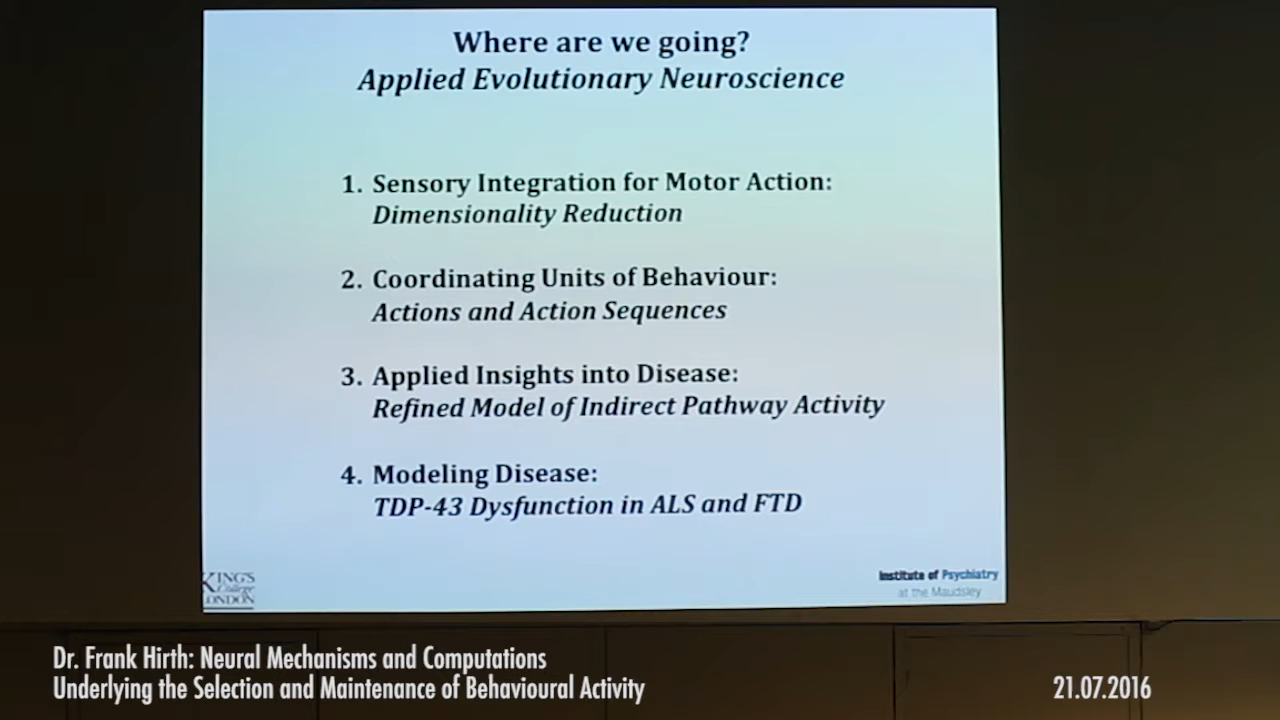 Where are we going?
Applied Evolutionary Neuroscience
1. Sensory Integration for Motor Action:
Dimensionality Reduction
2. Coordinating Units of Behaviour:
Actions and Action Sequences
3. Applied Insights into Disease:
Refined Model of Indirect Pathway Activity
4. Modeling Disease:
TDP-43 Dysfunction in ALS and FTD
KING'S
College
LONDON
Institute of Psychiatry
at the Maudsley
Dr. Frank Hirth: Neural Mechanisms and Computations
Underlying the Selection and Maintenance of Behavioural Activity
21.07.2016